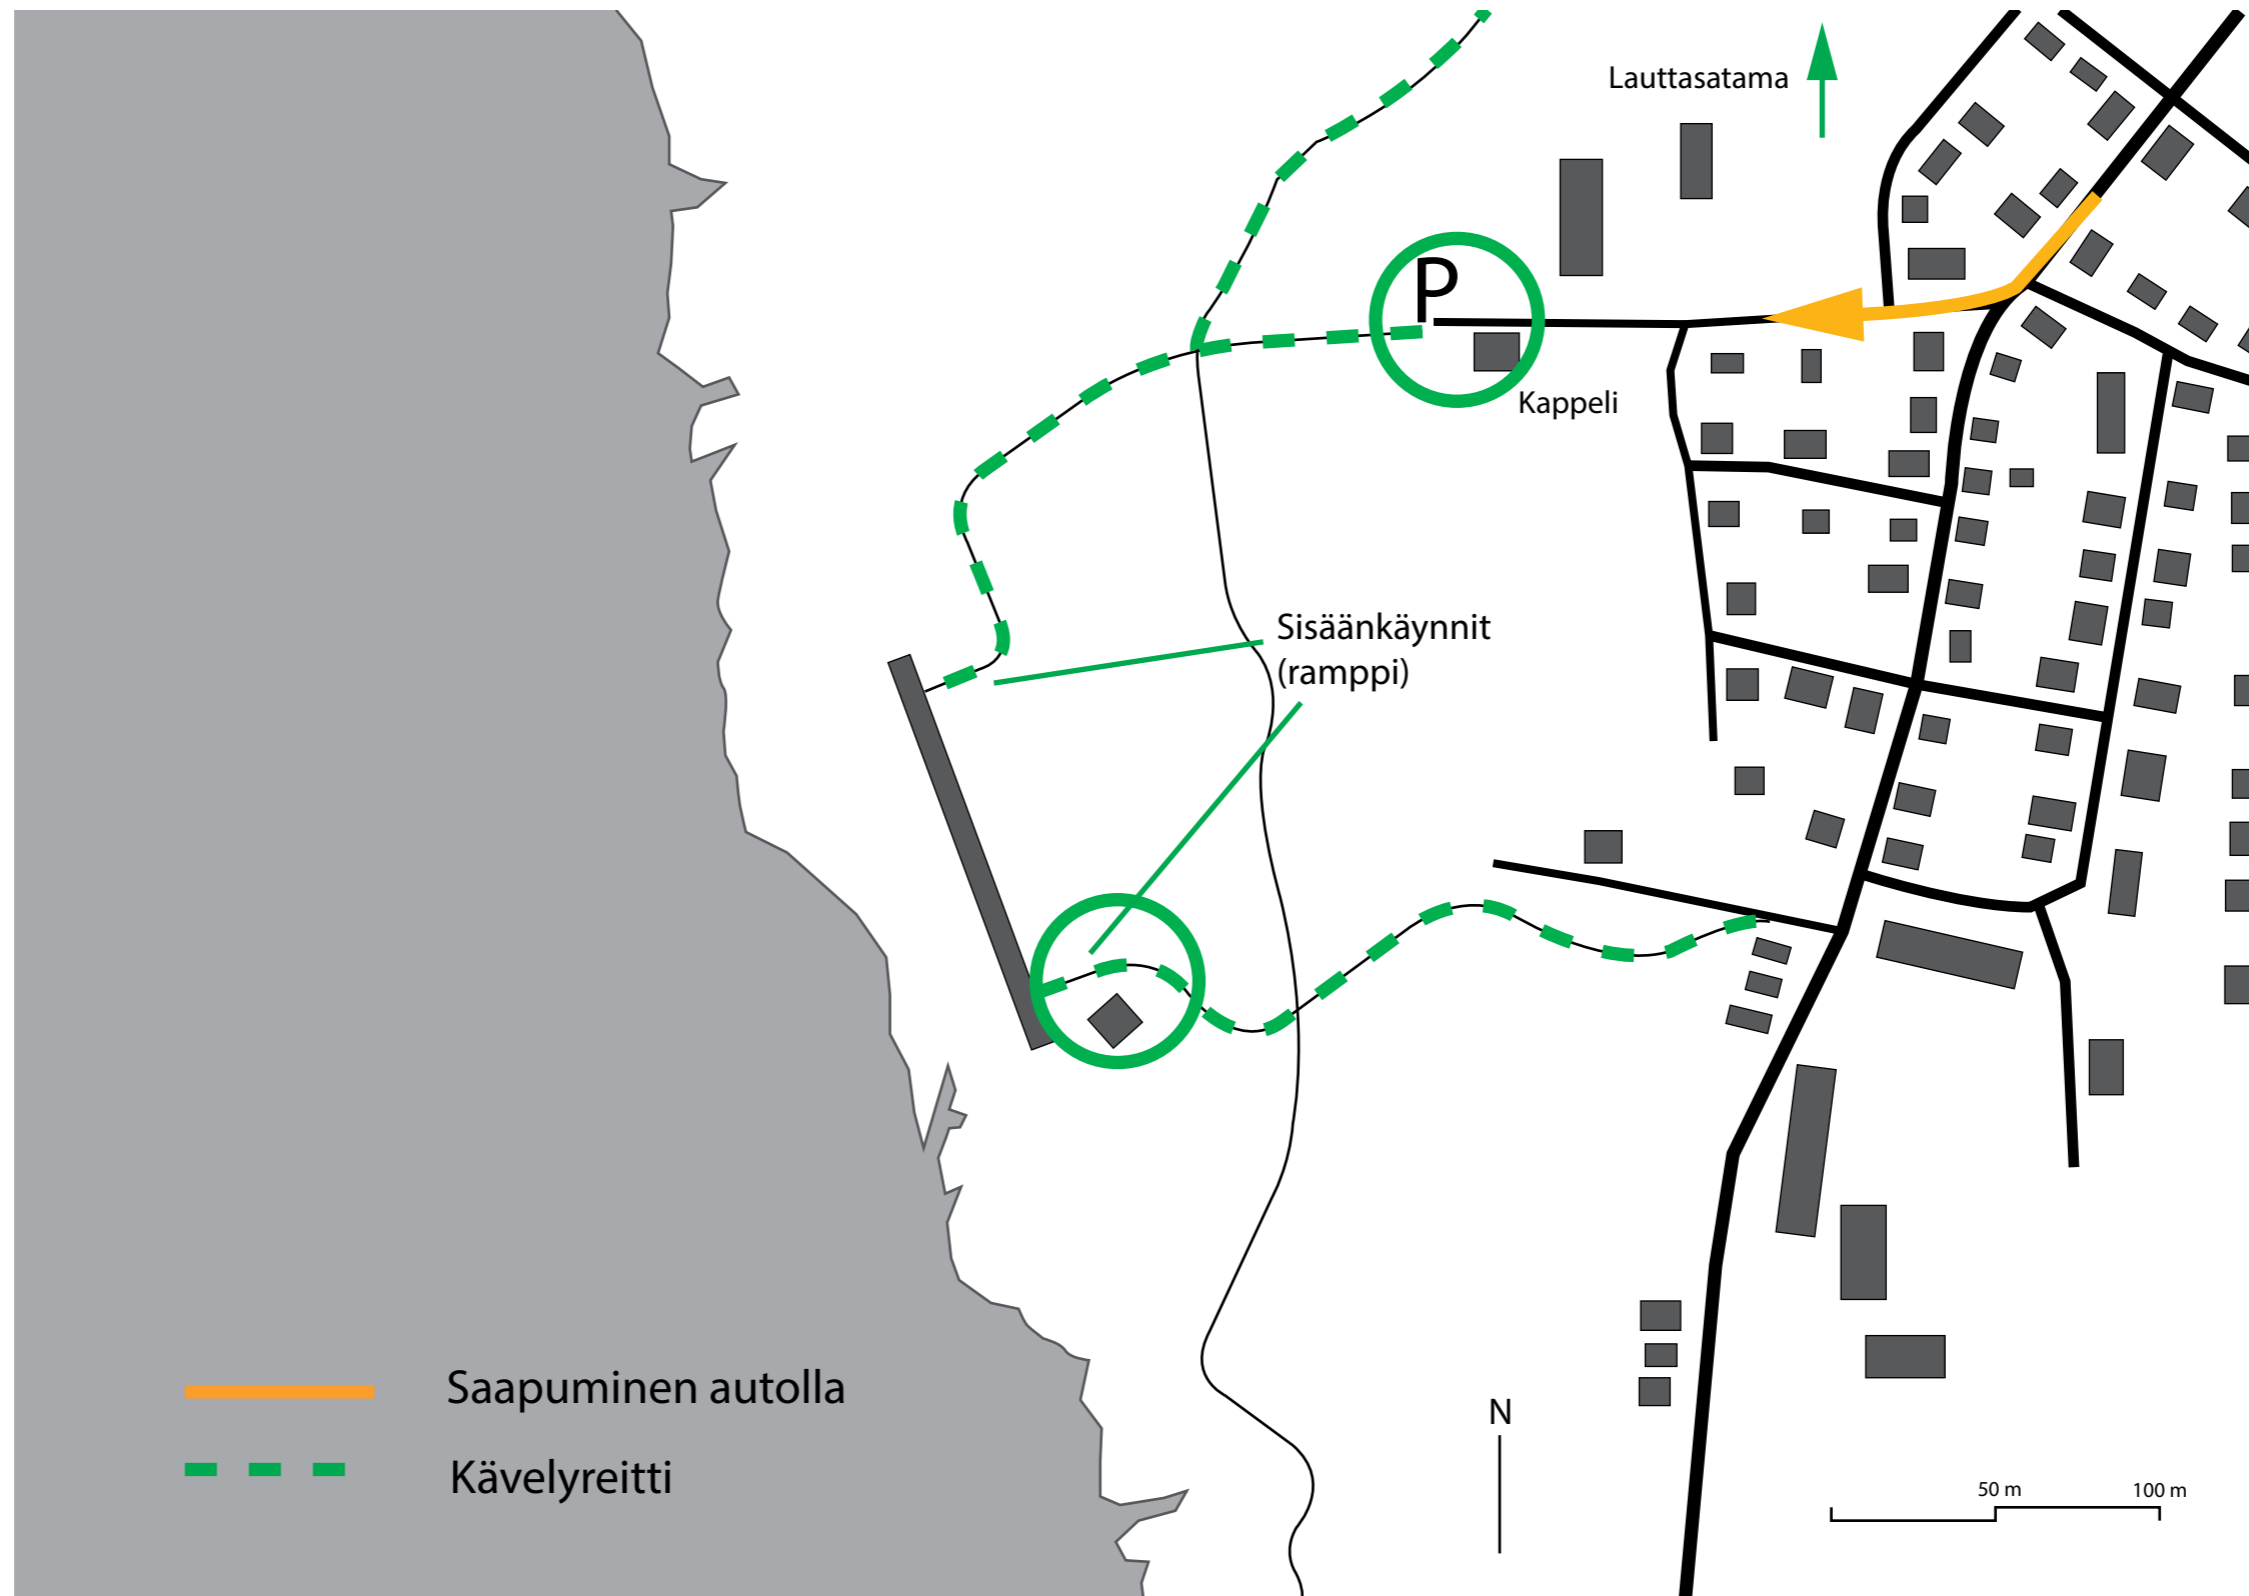 Lauttasatama
P
Kappeli
Sisäänkäynnit
(ramppi)
Saapuminen autolla
Kävelyreitti
N
50 m
100 m